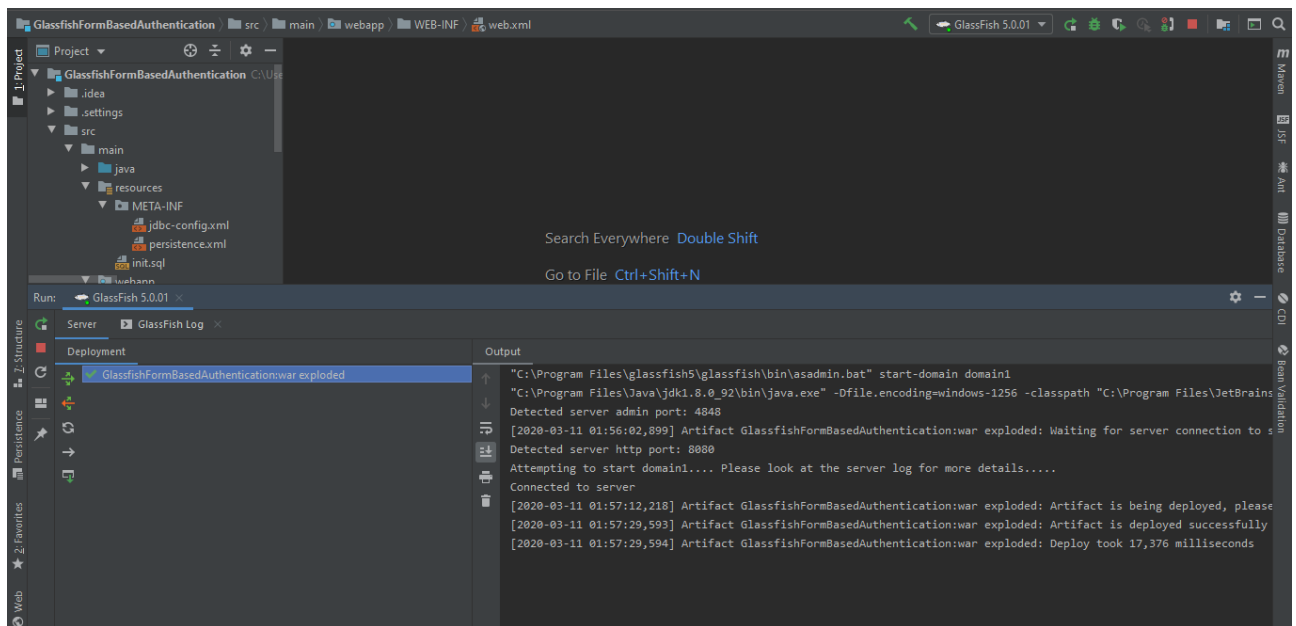 GlassfishFormBasedAuthentication src main webapp WEB-INF web.xml
GlassFish 5.0.01
Project
GlassfishFormBasedAuthentication C:\Use
.idea
.settings
src
main
java
resources
META-INF
jdbc-config.xml
persistence.xml
init.sql
webapp
1: Project
Z: Structure
Persistence
2: Favorites
Web
Search Everywhere Double Shift
Go to File Ctrl+Shift+N
m Maven
JSF
JSF
Ant
Database
CDI
Bean Validation
Run: GlassFish 5.0.01
Server GlassFish Log
Deployment
GlassfishFormBasedAuthentication:war exploded
Output
"C:\Program Files\glassfish5\glassfish\bin\asadmin.bat" start-domain domain1
"C:\Program Files\Java\jdk1.8.0_92\bin\java.exe" -Dfile.encoding=windows-1256 -classpath "C:\Program Files\JetBrains
Detected server admin port: 4848
[2020-03-11 01:56:02,899] Artifact GlassfishFormBasedAuthentication:war exploded: Waiting for server connection to s
Detected server http port: 8080
Attempting to start domain1.... Please look at the server log for more details.....
Connected to server
[2020-03-11 01:57:12,218] Artifact GlassfishFormBasedAuthentication:war exploded: Artifact is being deployed, please
[2020-03-11 01:57:29,593] Artifact GlassfishFormBasedAuthentication:war exploded: Artifact is deployed successfully
[2020-03-11 01:57:29,594] Artifact GlassfishFormBasedAuthentication:war exploded: Deploy took 17,376 milliseconds